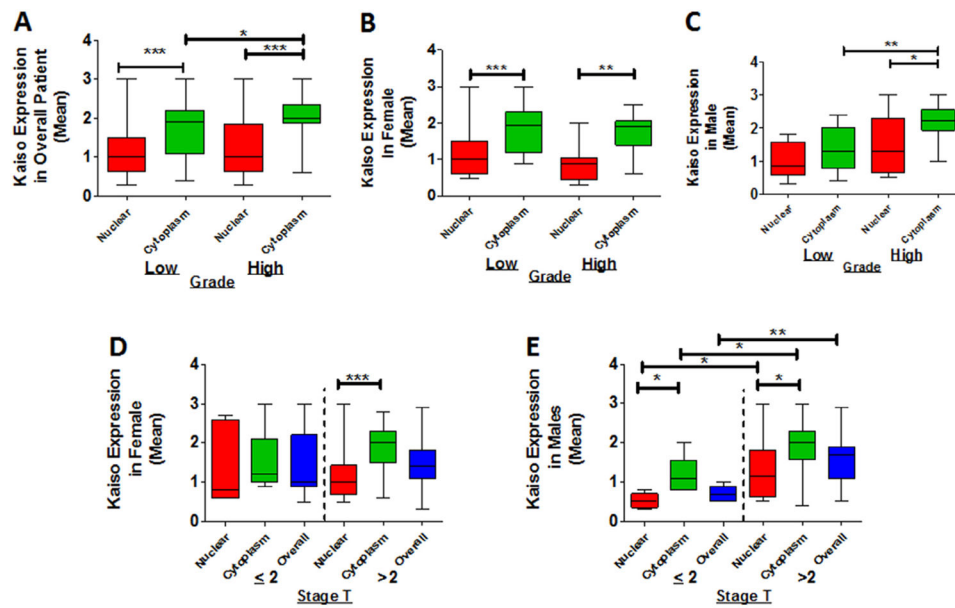 A
Kaiso Expression
in Overall Patient
(Mean)
4
3
2
1
0
***
*
***
Nuclear
Cytoplasm
Nuclear
Cytoplasm
Low
High
Grade
B
Kaiso Expression
In Female
(Mean)
4
3
2
1
0
***
**
Nuclear
Cytoplasm
Nuclear
Cytoplasm
Low
High
Grade
C
Kaiso Expression
in Male
(Mean)
4
3
2
1
0
**
*
Nuclear
Cytoplasm
Nuclear
Cytoplasm
Low
High
Grade
D
Kaiso Expression
in Female
(Mean)
4
3
2
1
0
***
Nuclear
Cytoplasm
Overall
Nuclear
Cytoplasm
Overall
≤ 2
>2
Stage T
E
Kaiso Expression
in Males
(Mean)
4
3
2
1
0
**
*
*
*
*
Nuclear
Cytoplasm
Overall
Nuclear
Cytoplasm
Overall
≤ 2
>2
Stage T